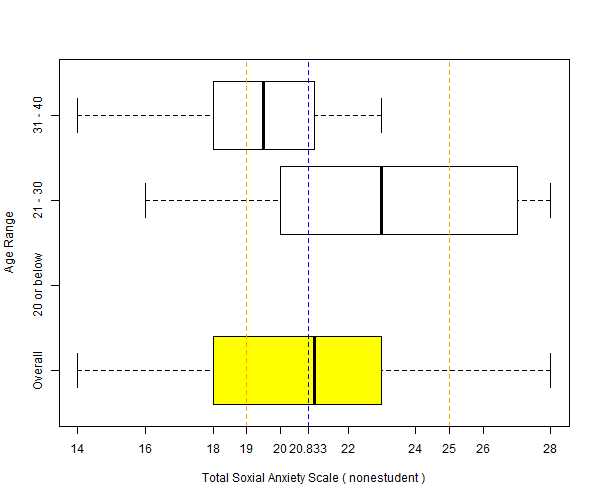 31 - 40
21 - 30
20 or below
Overall
Age Range
14 16 18 19 20 20.833 22 24 25 26 28
Total Soxial Anxiety Scale ( nonestudent )